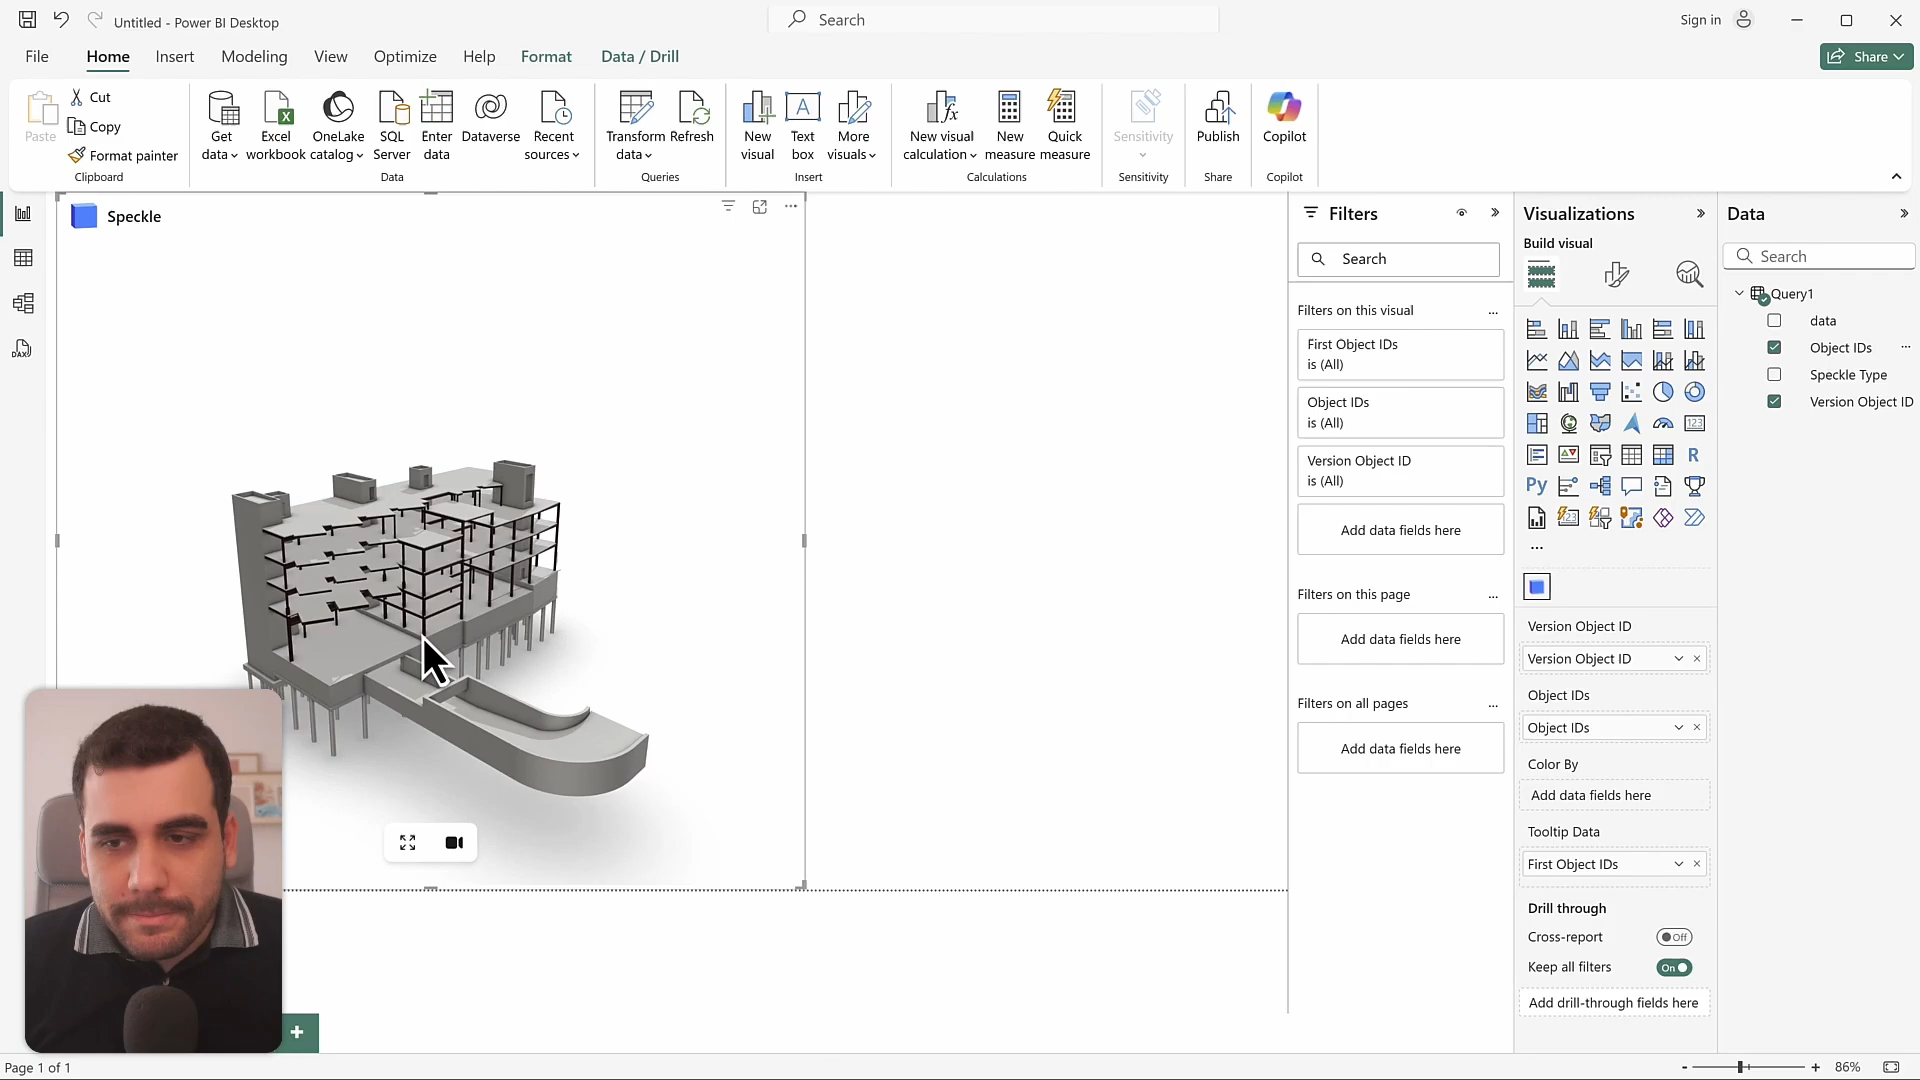 Untitled - Power BI Desktop
Search
Sign in
File
Home
Insert
Modeling
View
Optimize
Help
Format
Data / Drill
Share
Paste
Cut
Copy
Format painter
Clipboard
Get data
Excel workbook
OneLake catalog
SQL Server
Enter data
Dataverse
Recent sources
Data
Transform data
Refresh
Queries
New visual
Text box
More visuals
Insert
New visual calculation
New measure
Quick measure
Calculations
Sensitivity
Sensitivity
Publish
Share
Copilot
Copilot
DAX
Speckle
Filters
Search
Filters on this visual
...
First Object IDs
is (All)
Object IDs
is (All)
Version Object ID
is (All)
Add data fields here
Filters on this page
...
Add data fields here
Filters on all pages
...
Add data fields here
Visualizations
Build visual
123
R
Py
...
Version Object ID
Version Object ID
Object IDs
Object IDs
Color By
Add data fields here
Tooltip Data
First Object IDs
Drill through
Cross-report
Off
Keep all filters
On
Add drill-through fields here
Data
Search
Query1
data
Object IDs
...
Speckle Type
Version Object ID
Page 1 of 1
-
+
86%